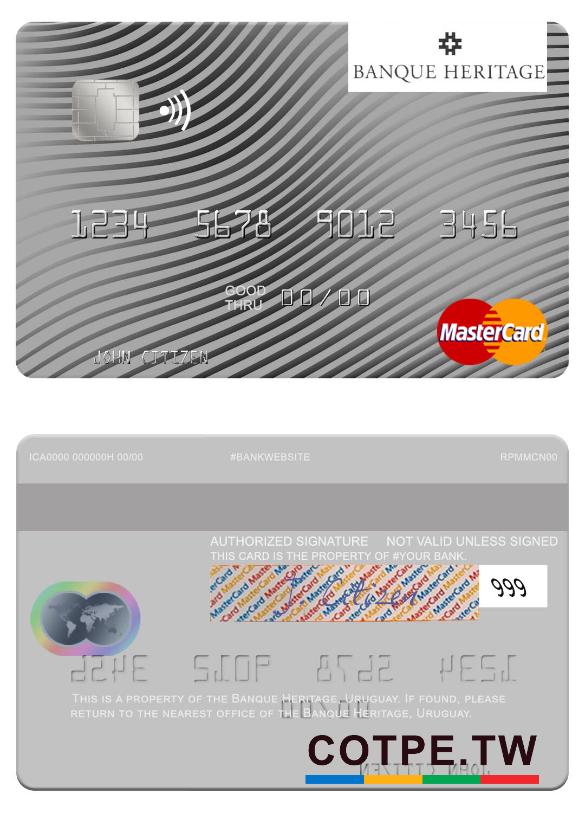 BANQUE HERITAGE
1234 5678 9012 3456
GOOD THRU 00/00
MasterCard
JOHN CITIZEN
ICA0000 000000H 00/00 #BANKWEBSITE RPMMCN00
AUTHORIZED SIGNATURE NOT VALID UNLESS SIGNED
THIS CARD IS THE PROPERTY OF #YOUR BANK.
999
THIS IS A PROPERTY OF THE BANQUE HERITAGE, URUGUAY. IF FOUND, PLEASE
RETURN TO THE NEAREST OFFICE OF THE BANQUE HERITAGE, URUGUAY.
COTPE.TW